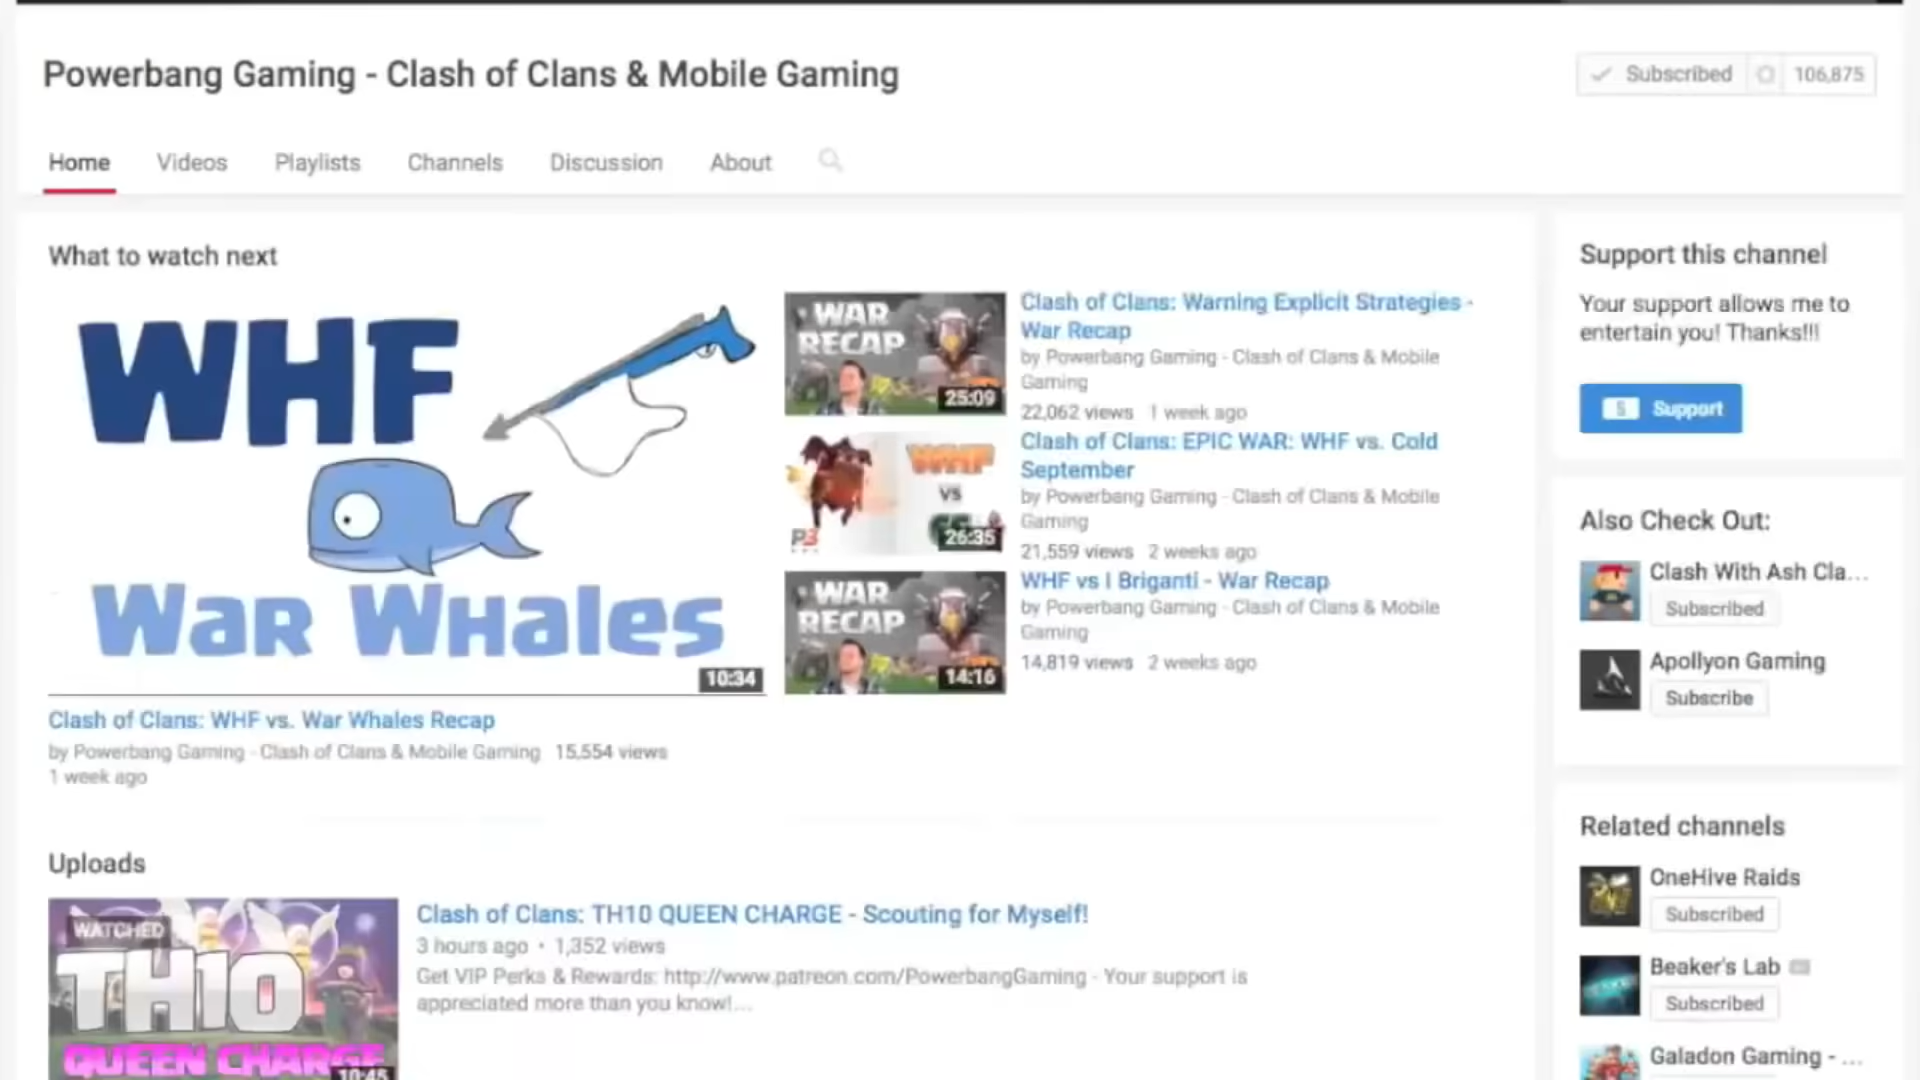 Powerbang Gaming - Clash of Clans & Mobile Gaming
Subscribed 106,875
Home Videos Playlists Channels Discussion About
What to watch next
WHF
War Whales
10:34
Clash of Clans: WHF vs. War Whales Recap
by Powerbang Gaming - Clash of Clans & Mobile Gaming 15,554 views
1 week ago
WAR
RECAP
25:09
Clash of Clans: Warning Explicit Strategies -
War Recap
by Powerbang Gaming - Clash of Clans & Mobile
Gaming
22,062 views 1 week ago
WHF
VS
P3
26:35
Clash of Clans: EPIC WAR: WHF vs. Cold
September
by Powerbang Gaming - Clash of Clans & Mobile
Gaming
21,559 views 2 weeks ago
WAR
RECAP
14:16
WHF vs I Briganti - War Recap
by Powerbang Gaming - Clash of Clans & Mobile
Gaming
14,819 views 2 weeks ago
Uploads
WATCHED
TH10
QUEEN CHARGE
10:45
Clash of Clans: TH10 QUEEN CHARGE - Scouting for Myself!
3 hours ago • 1,352 views
Get VIP Perks & Rewards: http://www.patreon.com/PowerbangGaming - Your support is
appreciated more than you know!...
Support this channel
Your support allows me to
entertain you! Thanks!!!
Support
Also Check Out:
Clash With Ash Cla...
Subscribed
Apollyon Gaming
Subscribe
Related channels
OneHive Raids
Subscribed
Beaker's Lab
Subscribed
Galadon Gaming - ...